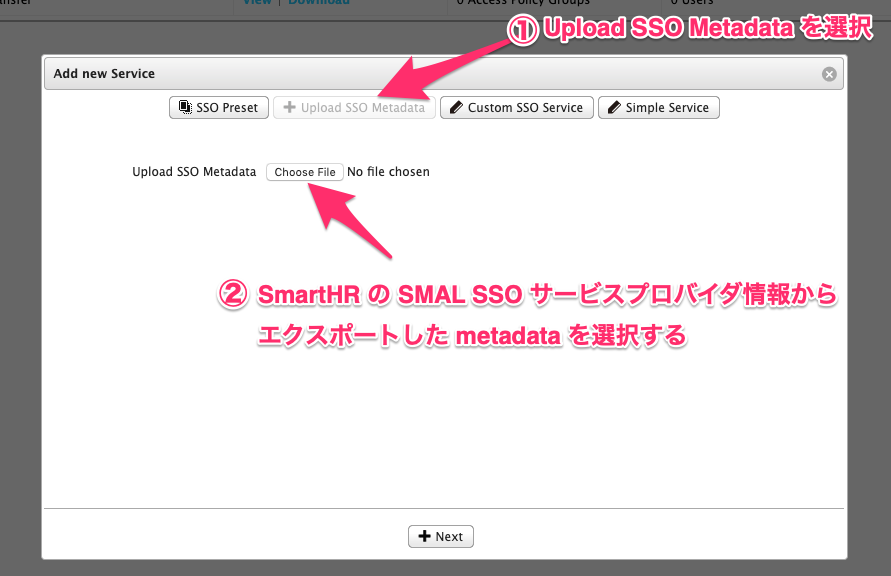 View | Download
0 Access Policy Groups
0 Users
① Upload SSO Metadata を選択
Add new Service
SSO Preset
Upload SSO Metadata
Custom SSO Service
Simple Service
Upload SSO Metadata
Choose File
No file chosen
② SmartHR の SMAL SSO サービスプロバイダ情報から
エクスポートした metadata を選択する
Next